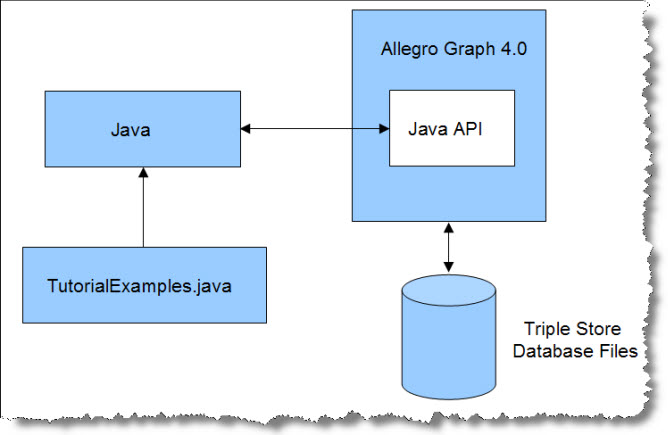 Allegro Graph 4.0
Java
Java API
TutorialExamples.java
Triple Store
Database Files